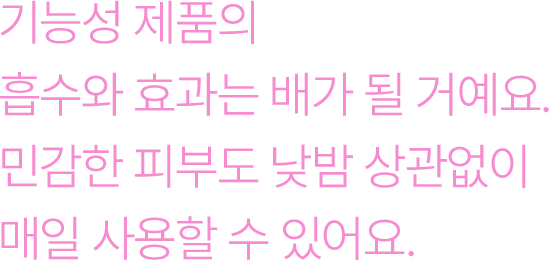 기능성 제품의
흡수와 효과는 배가 될 거예요.
민감한 피부도 낮밤 상관없이
매일 사용할 수 있어요.